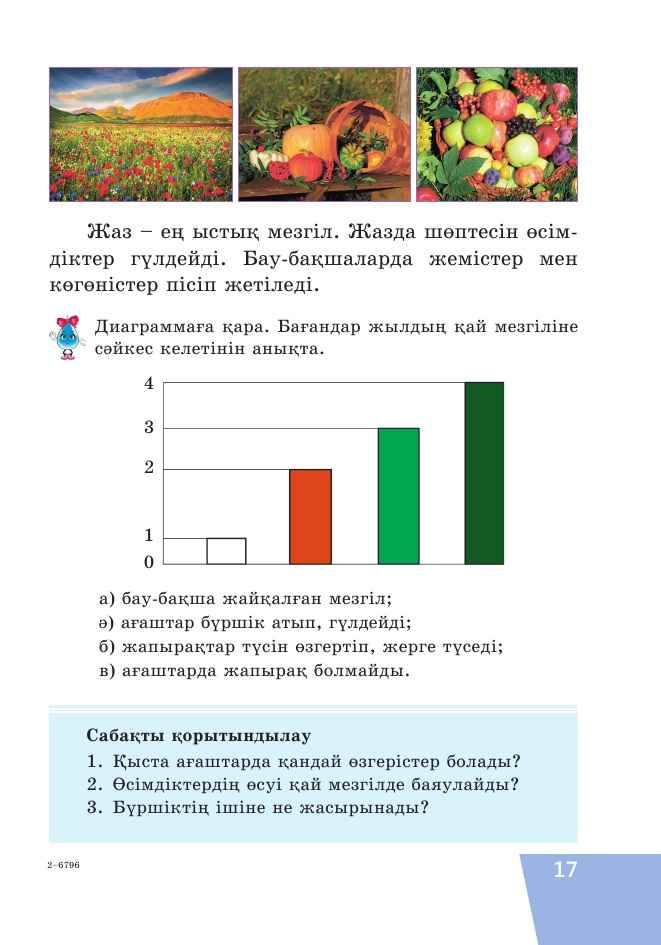 Жаз – ең ыстық мезгіл. Жазда шөптесін өсім-
діктер гүлдейді. Бау-бақшаларда жемістер мен
көгөністер пісіп жетіледі.
Диаграммаға қара. Бағандар жылдың қай мезгіліне
сәйкес келетінін анықта.
4
3
2
1
0
а) бау-бақша жайқалған мезгіл;
ә) ағаштар бүршік атып, гүлдейді;
б) жапырақтар түсін өзгертіп, жерге түседі;
в) ағаштарда жапырақ болмайды.
Сабақты қорытындылау
1. Қыста ағаштарда қандай өзгерістер болады?
2. Өсімдіктердің өсуі қай мезгілде баяулайды?
3. Бүршіктің ішіне не жасырынады?
2–6796
17